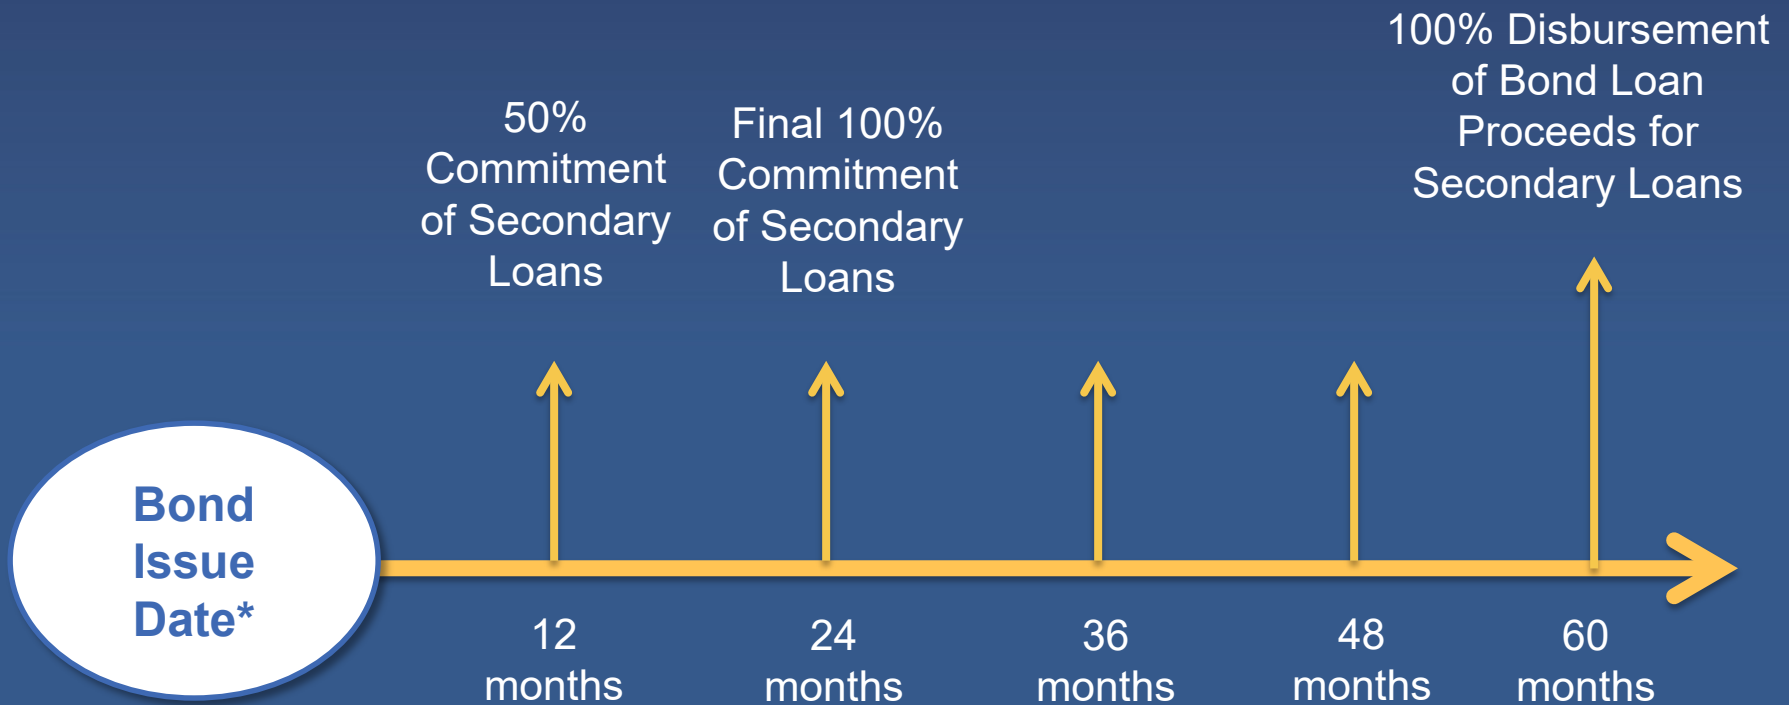 100% Disbursement
of Bond Loan
Proceeds for
Secondary Loans
50%
Commitment
of Secondary
Loans
Final 100%
Commitment
of Secondary
Loans
Bond
Issue
Date*
12
months
24
months
36
months
48
months
60
months